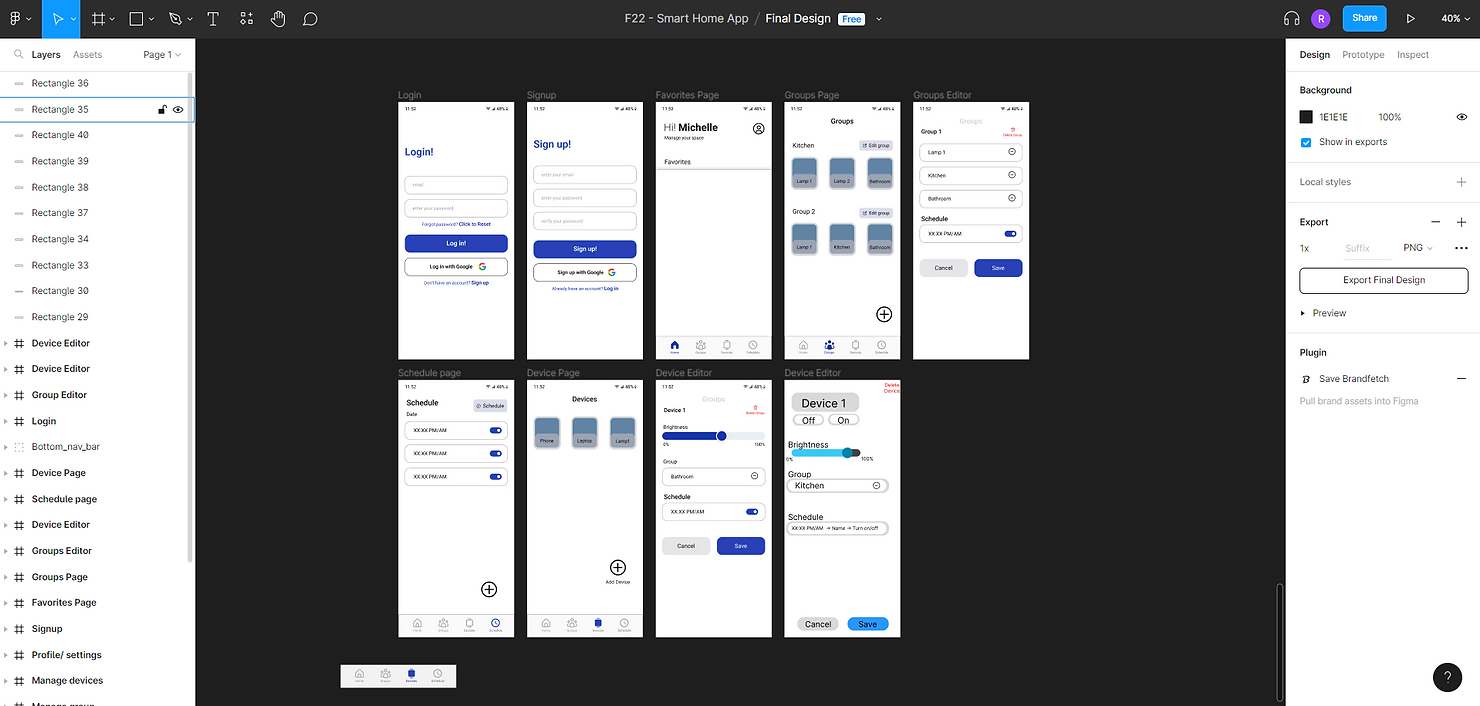 F22 - Smart Home App / Final Design Free
R
Share
40%
Layers Assets Page 1
Rectangle 36
Rectangle 35
Rectangle 40
Rectangle 39
Rectangle 38
Rectangle 37
Rectangle 34
Rectangle 33
Rectangle 30
Rectangle 29
Device Editor
Device Editor
Group Editor
Login
Bottom_nav_bar
Device Page
Schedule page
Device Editor
Groups Editor
Groups Page
Favorites Page
Signup
Profile/ settings
Manage devices
Manage group
Login
11:52 48%
Login!
email
enter your password
Forgot password? Click to Reset
Log in!
Log in with Google
Don't have an account? Sign up
Signup
11:52 48%
Sign up!
enter your email
enter your password
verify your password
Sign up!
Sign up with Google
Already have an account? Log in
Favorites Page
11:52 48%
Hi! Michelle
Manage your space
Favorites
Home Groups Devices Schedule
Groups Page
11:52 48%
Groups
Kitchen Edit group
Lamp 1 Lamp 2 Bathroom
Group 2 Edit group
Lamp 1 Kitchen Bathroom
Home Groups Devices Schedule
Groups Editor
11:52 48%
Groups
Group 1 Delete Group
Lamp 1
Kitchen
Bathroom
Schedule
XX:XX PM/AM
Cancel Save
Schedule page
11:52 48%
Schedule Schedule
Date
XX:XX PM/AM
XX:XX PM/AM
XX:XX PM/AM
Home Groups Devices Schedule
Device Page
11:52 48%
Devices
Phone Laptop Lamp1
Add Device
Home Groups Devices Schedule
Device Editor
11:52 48%
Groups
Device 1 Delete Group
Brightness
0% 100%
Group
Bathroom
Schedule
XX:XX PM/AM
Cancel Save
Device Editor
Delete
Device
Device 1
Off On
Brightness
0% 100%
Group
Kitchen
Schedule
XX:XX PM/AM → Name → Turn on/off
Cancel Save
Home Groups Devices Schedule
Design Prototype Inspect
Background
1E1E1E 100%
Show in exports
Local styles
Export
1x Suffix PNG
Export Final Design
Preview
Plugin
Save Brandfetch
Pull brand assets into Figma
?